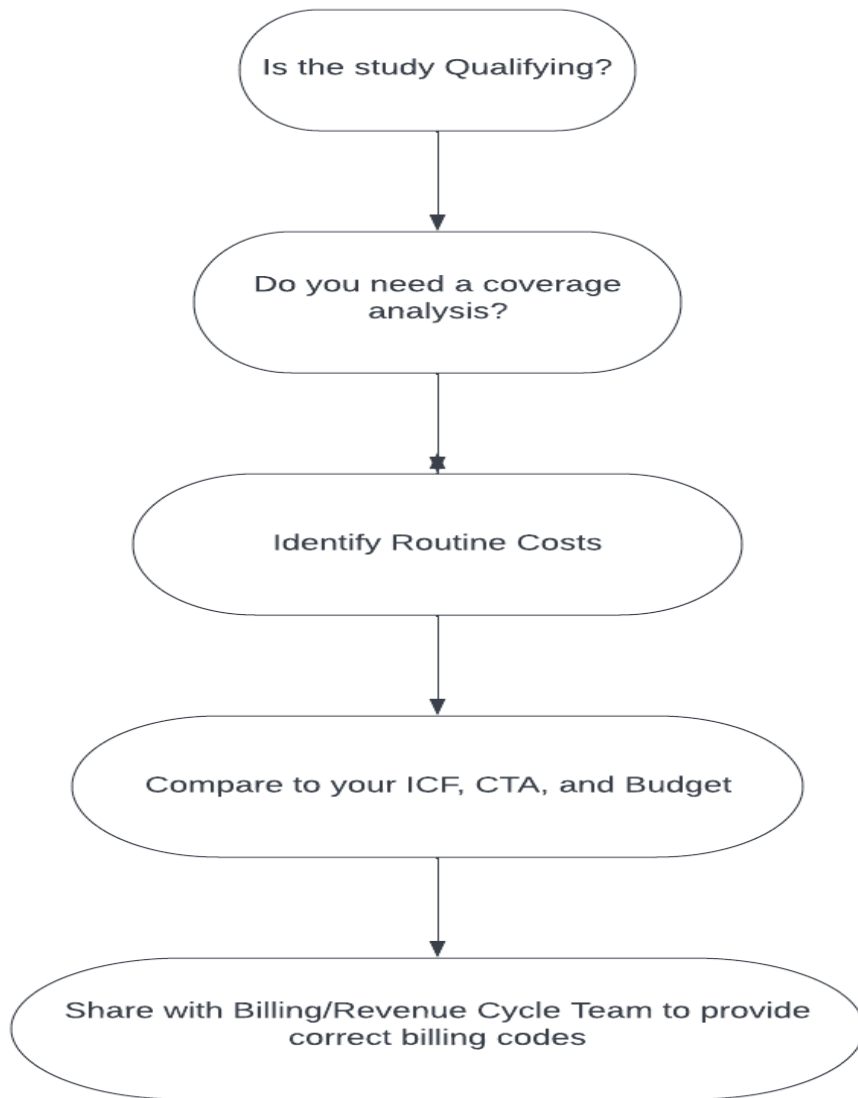 Is the study Qualifying?
Do you need a coverage
analysis?
Identify Routine Costs
Compare to your ICF, CTA, and Budget
Share with Billing/Revenue Cycle Team to provide
correct billing codes